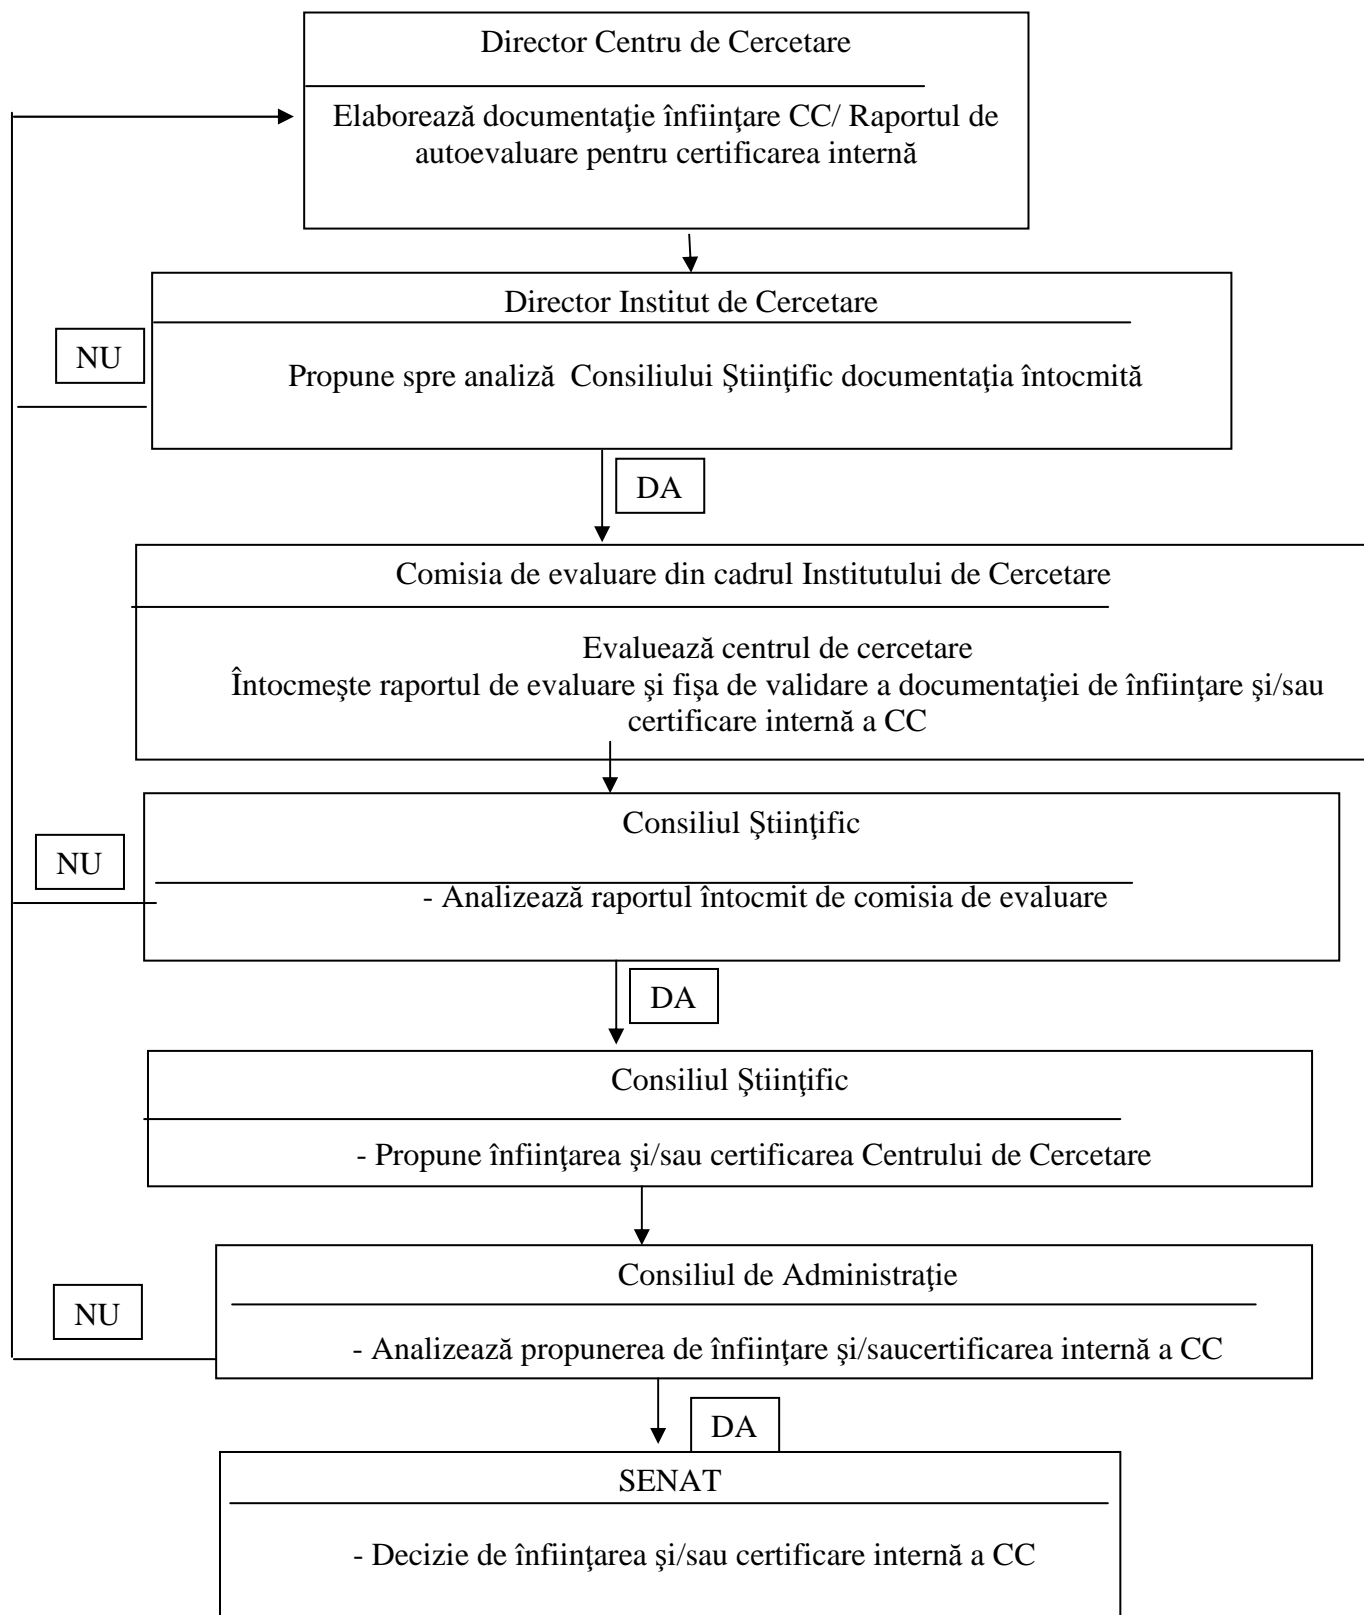 Director Centru de Cercetare
Elaborează documentaţie înfiinţare CC/ Raportul de
autoevaluare pentru certificarea internă
Director Institut de Cercetare
NU
Propune spre analiză Consiliului Ştiinţific documentaţia întocmită
DA
Comisia de evaluare din cadrul Institutului de Cercetare
Evaluează centrul de cercetare
Întocmeşte raportul de evaluare şi fişa de validare a documentaţiei de înfiinţare şi/sau
certificare internă a CC
Consiliul Ştiinţific
NU
- Analizează raportul întocmit de comisia de evaluare
DA
Consiliul Ştiinţific
- Propune înfiinţarea şi/sau certificarea Centrului de Cercetare
Consiliul de Administraţie
NU
- Analizează propunerea de înfiinţare şi/saucertificarea internă a CC
DA
SENAT
- Decizie de înfiinţarea şi/sau certificare internă a CC